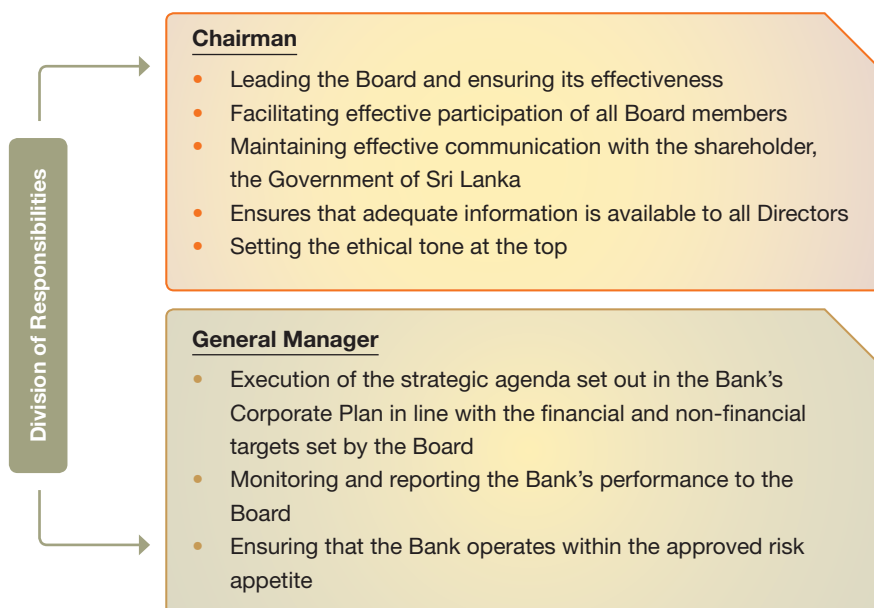 Division of Responsibilities
Chairman
• Leading the Board and ensuring its effectiveness
• Facilitating effective participation of all Board members
• Maintaining effective communication with the shareholder,
the Government of Sri Lanka
• Ensures that adequate information is available to all Directors
• Setting the ethical tone at the top
General Manager
• Execution of the strategic agenda set out in the Bank’s
Corporate Plan in line with the financial and non-financial
targets set by the Board
• Monitoring and reporting the Bank’s performance to the
Board
• Ensuring that the Bank operates within the approved risk
appetite